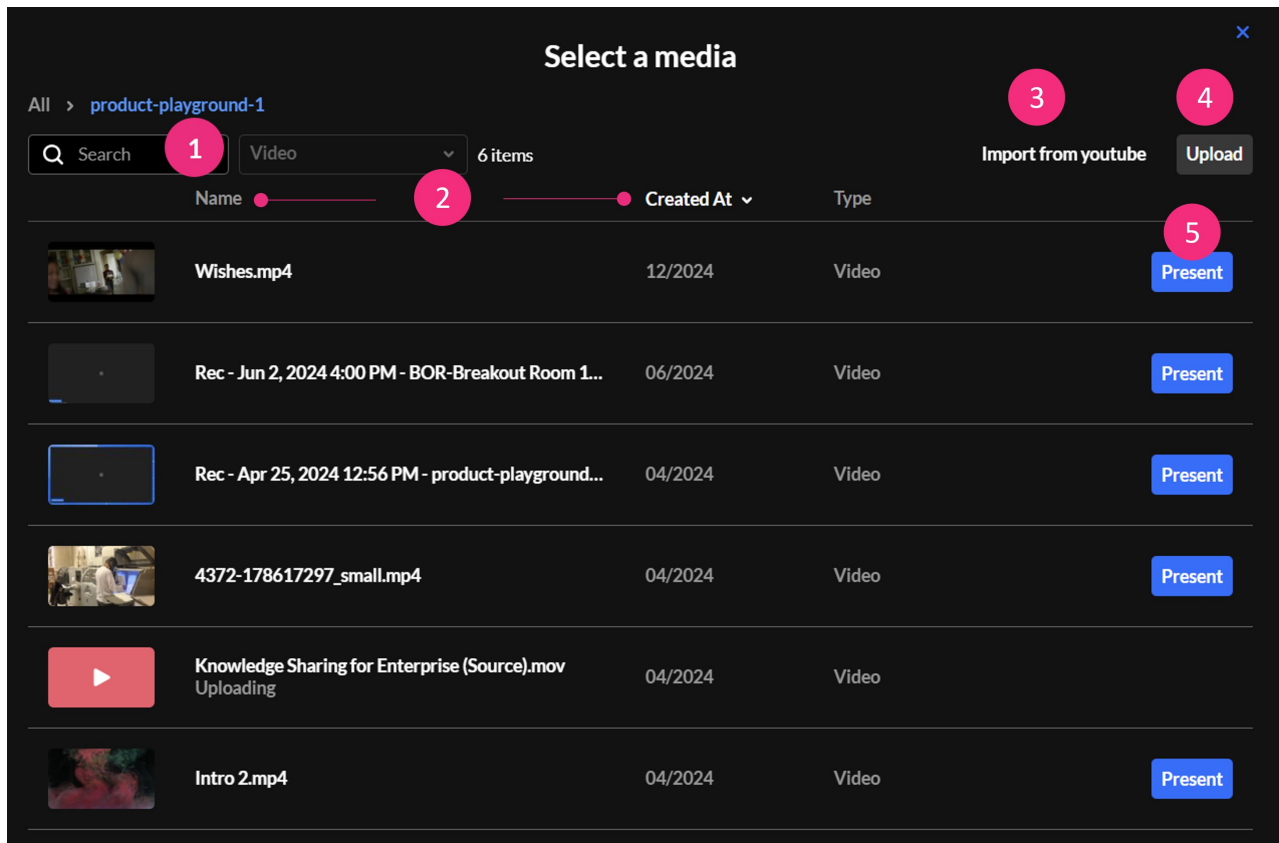 Select a media
All > product-playground-1
3
4
Search
1
Video
6 items
Import from youtube
Upload
Name
2
Created At
Type
5
Wishes.mp4
12/2024
Video
Present
Rec - Jun 2, 2024 4:00 PM - BOR-Breakout Room 1...
06/2024
Video
Present
Rec - Apr 25, 2024 12:56 PM - product-playground...
04/2024
Video
Present
4372-178617297_small.mp4
04/2024
Video
Present
Knowledge Sharing for Enterprise (Source).mov
Uploading
04/2024
Video
Intro 2.mp4
04/2024
Video
Present